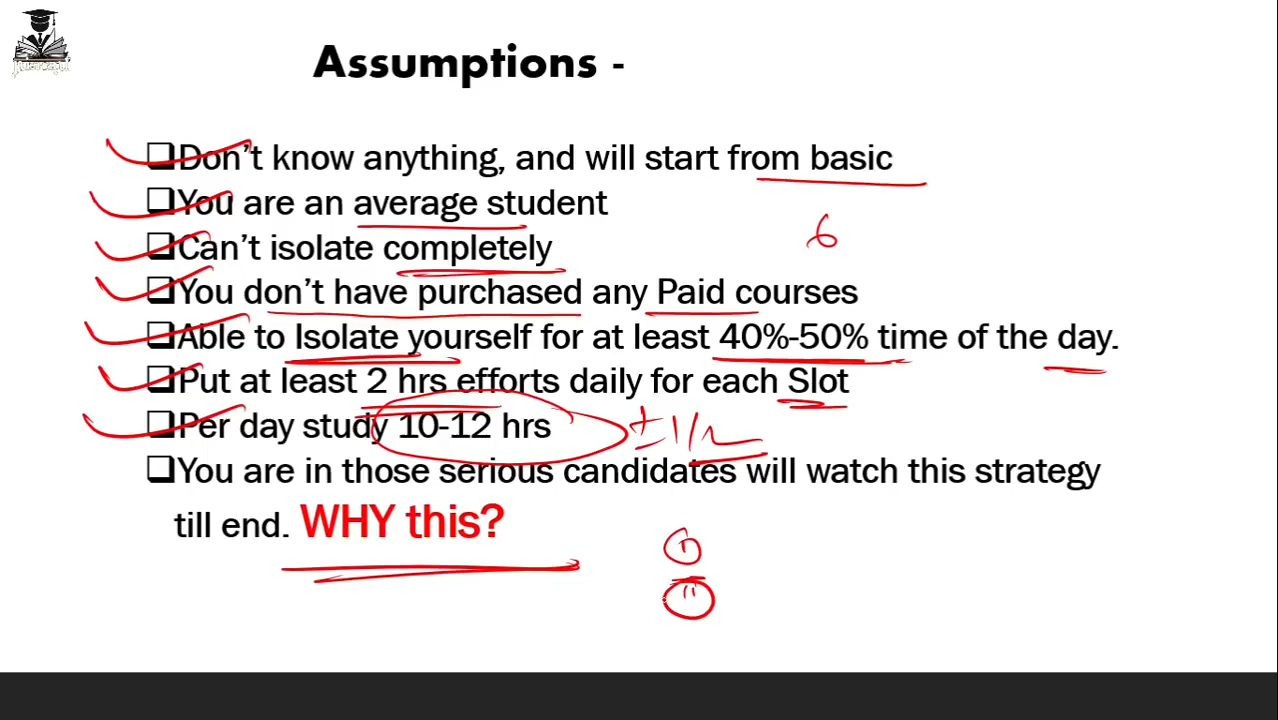 Assumptions -
Don't know anything, and will start from basic
You are an average student
6
Can't isolate completely
You don't have purchased any Paid courses
Able to Isolate yourself for at least 40%-50% time of the day.
Put at least 2 hrs efforts daily for each Slot
Per day study 10-12 hrs ±1/2
You are in those serious candidates will watch this strategy
till end. WHY this?